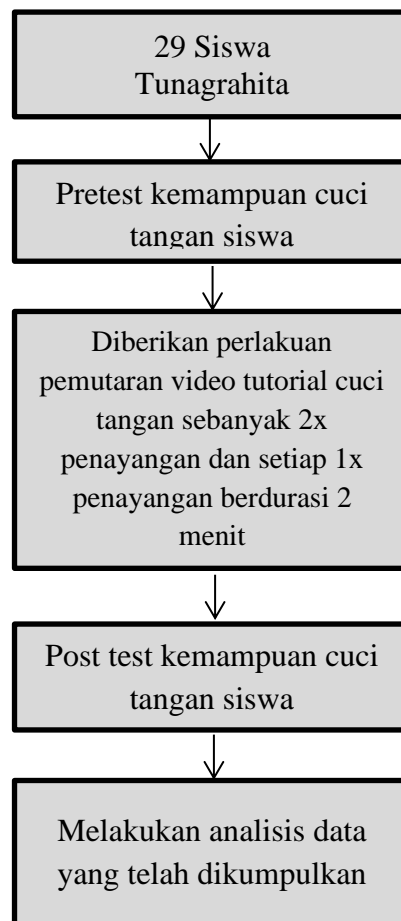 29 Siswa
Tunagrahita
Pretest kemampuan cuci
tangan siswa
Diberikan perlakuan
pemutaran video tutorial cuci
tangan sebanyak 2x
penayangan dan setiap 1x
penayangan berdurasi 2
menit
Post test kemampuan cuci
tangan siswa
Melakukan analisis data
yang telah dikumpulkan